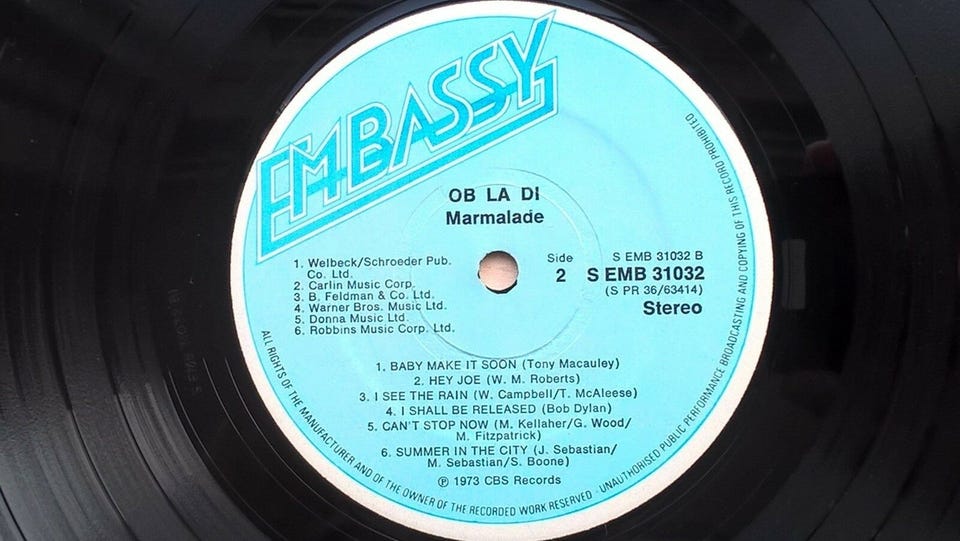 EMBASSY
OB LA DI
Marmalade
1. Welbeck/Schroeder Pub.
Co. Ltd.
2. Carlin Music Corp.
3. B. Feldman & Co. Ltd.
4. Warner Bros. Music Ltd.
5. Donna Music Ltd.
6. Robbins Music Corp. Ltd.
Side
2
S EMB 31032 B
S EMB 31032
(S PR 36/63414)
Stereo
1. BABY MAKE IT SOON (Tony Macauley)
2. HEY JOE (W. M. Roberts)
3. I SEE THE RAIN (W. Campbell/T. McAleese)
4. I SHALL BE RELEASED (Bob Dylan)
5. CAN'T STOP NOW (M. Kellaher/G. Wood/
M. Fitzpatrick)
6. SUMMER IN THE CITY (J. Sebastian/
M. Sebastian/S. Boone)
℗ 1973 CBS Records
ALL RIGHTS OF THE MANUFACTURER AND OF THE OWNER OF THE RECORDED WORK RESERVED - UNAUTHORISED PUBLIC PERFORMANCE BROADCASTING AND COPYING OF THIS RECORD PROHIBITED